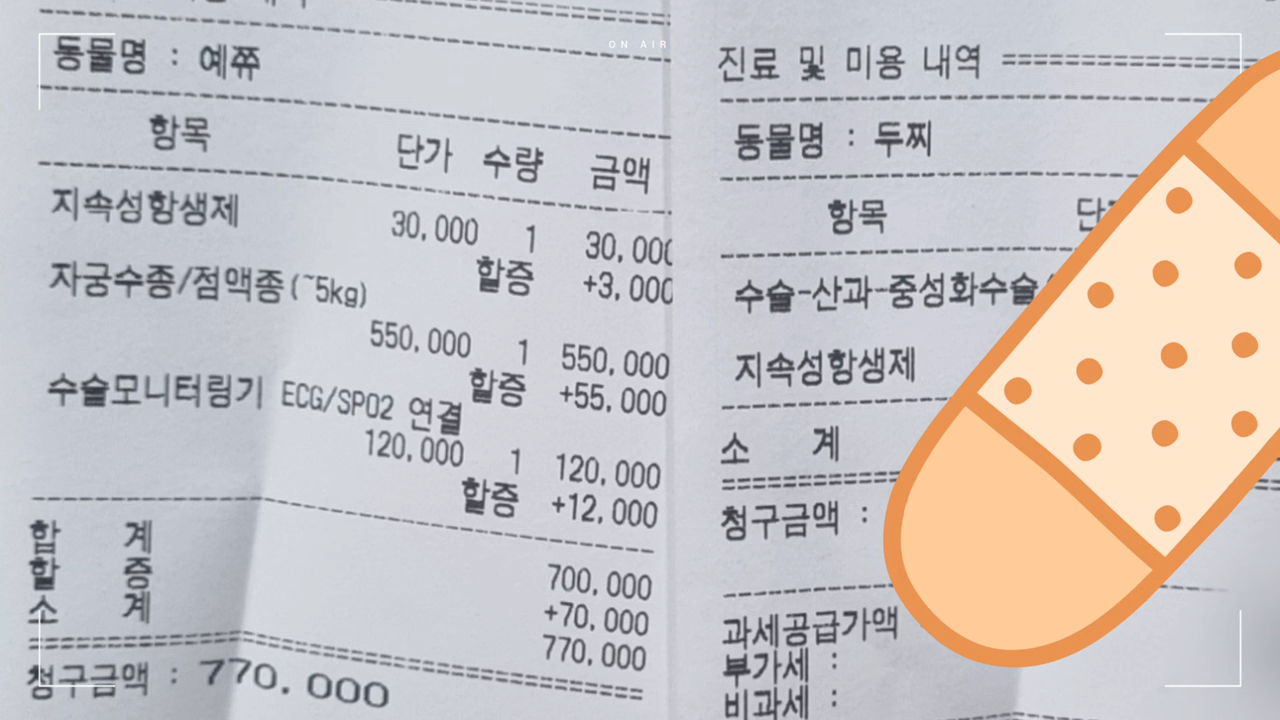 ON AIR
동물명 : 예쮸
항목 단가 수량 금액
지속성항생제
30,000 1 30,000
할증 +3,000
자궁수종/점액종(~5kg)
550,000 1 550,000
할증 +55,000
수술모니터링기 ECG/SPO2 연결
120,000 1 120,000
할증 +12,000
합 계 700,000
할 증 +70,000
소 계 770,000
청구금액 : 770,000
진료 및 미용 내역
동물명 : 두찌
항목
수술-산과-중성화수술
지속성항생제
소 계
청구금액 :
과세공급가액
부가세 :
비과세 :